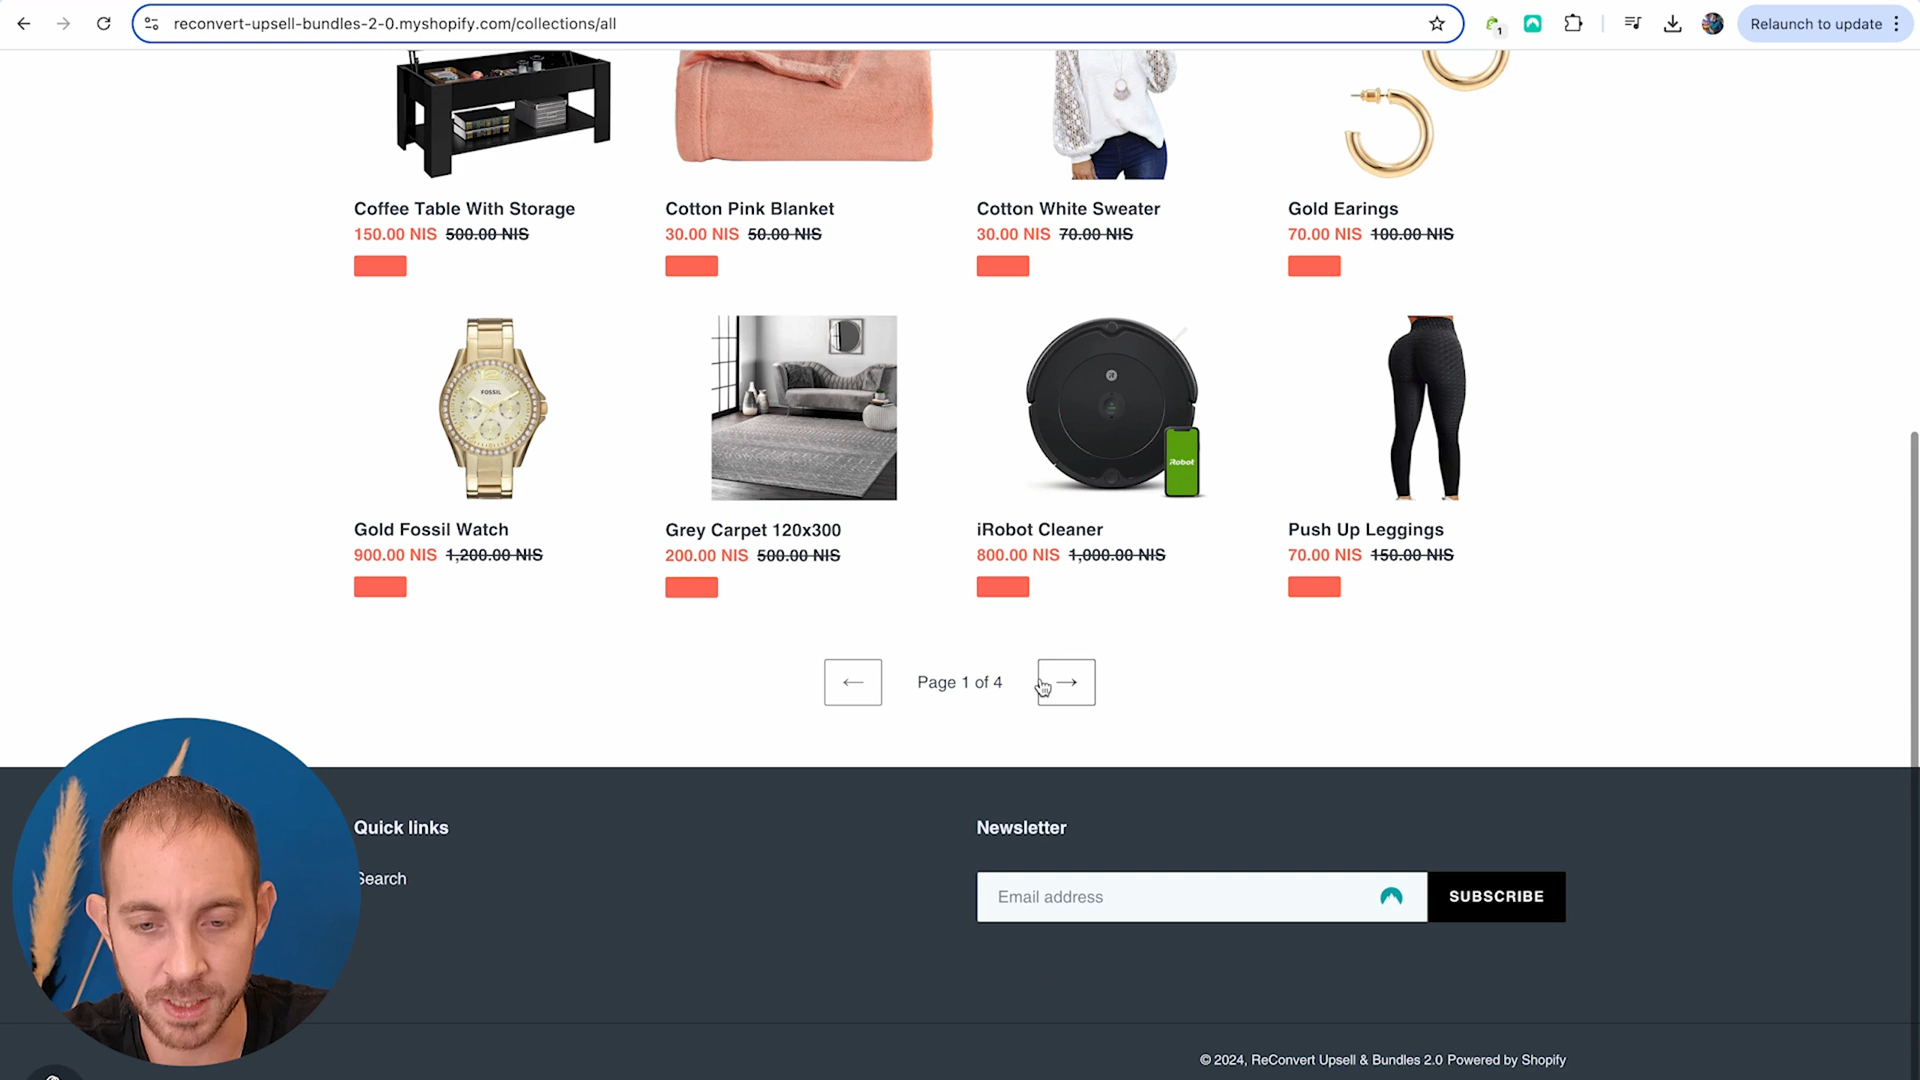 reconvert-upsell-bundles-2-0.myshopify.com/collections/all
1
Relaunch to update
Coffee Table With Storage
150.00 NIS 500.00 NIS
Cotton Pink Blanket
30.00 NIS 50.00 NIS
Cotton White Sweater
30.00 NIS 70.00 NIS
Gold Earings
70.00 NIS 100.00 NIS
FOSSIL
iRobot
Gold Fossil Watch
900.00 NIS 1,200.00 NIS
Grey Carpet 120x300
200.00 NIS 500.00 NIS
iRobot Cleaner
800.00 NIS 1,000.00 NIS
Push Up Leggings
70.00 NIS 150.00 NIS
← Page 1 of 4 →
Quick links
Search
Newsletter
Email address
SUBSCRIBE
© 2024, ReConvert Upsell & Bundles 2.0 Powered by Shopify